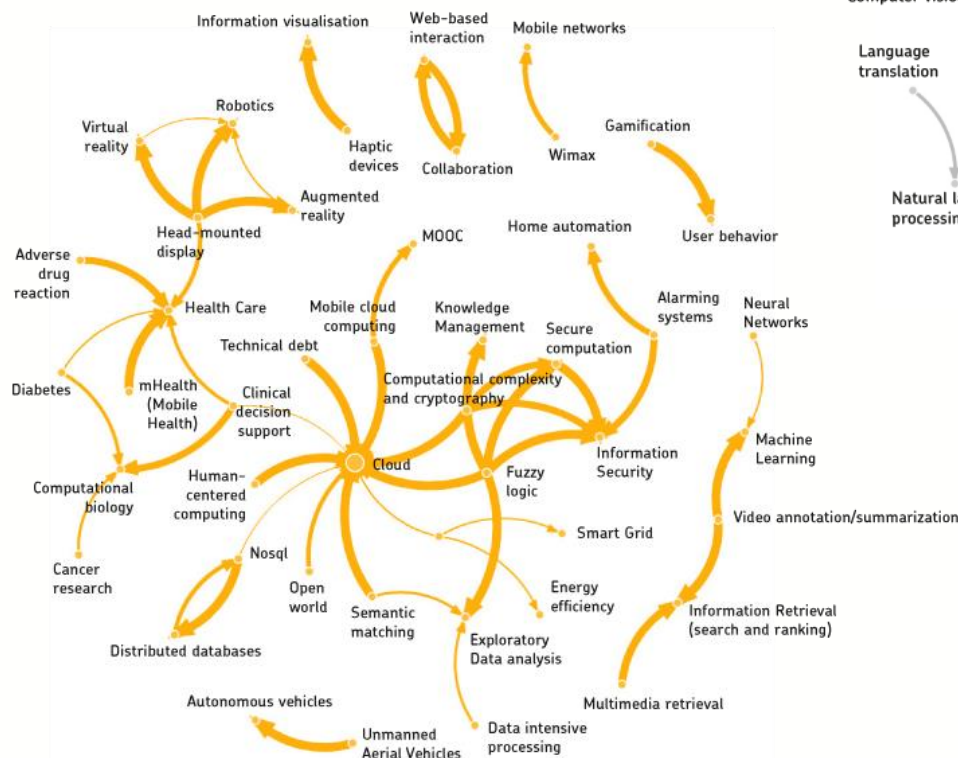 Information visualisation
Web-based
interaction
Mobile networks
Language
translation
Robotics
Virtual
reality
Haptic
devices
Collaboration
Wimax
Gamification
Natural
processing
Augmented
reality
Head-mounted
display
MOOC
Home automation
User behavior
Adverse
drug
reaction
Health Care
Mobile cloud
computing
Knowledge
Management
Secure
computation
Alarming
systems
Neural
Networks
Technical debt
Diabetes
mHealth
(Mobile
Health)
Clinical
decision
support
Computational complexity
and cryptography
Information
Security
Machine
Learning
Cloud
Fuzzy
logic
Computational
biology
Human-
centered
computing
Video annotation/summarization
Smart Grid
Cancer
research
Nosql
Open
world
Semantic
matching
Energy
efficiency
Information Retrieval
(search and ranking)
Distributed databases
Exploratory
Data analysis
Autonomous vehicles
Multimedia retrieval
Unmanned
Aerial Vehicles
Data intensive
processing